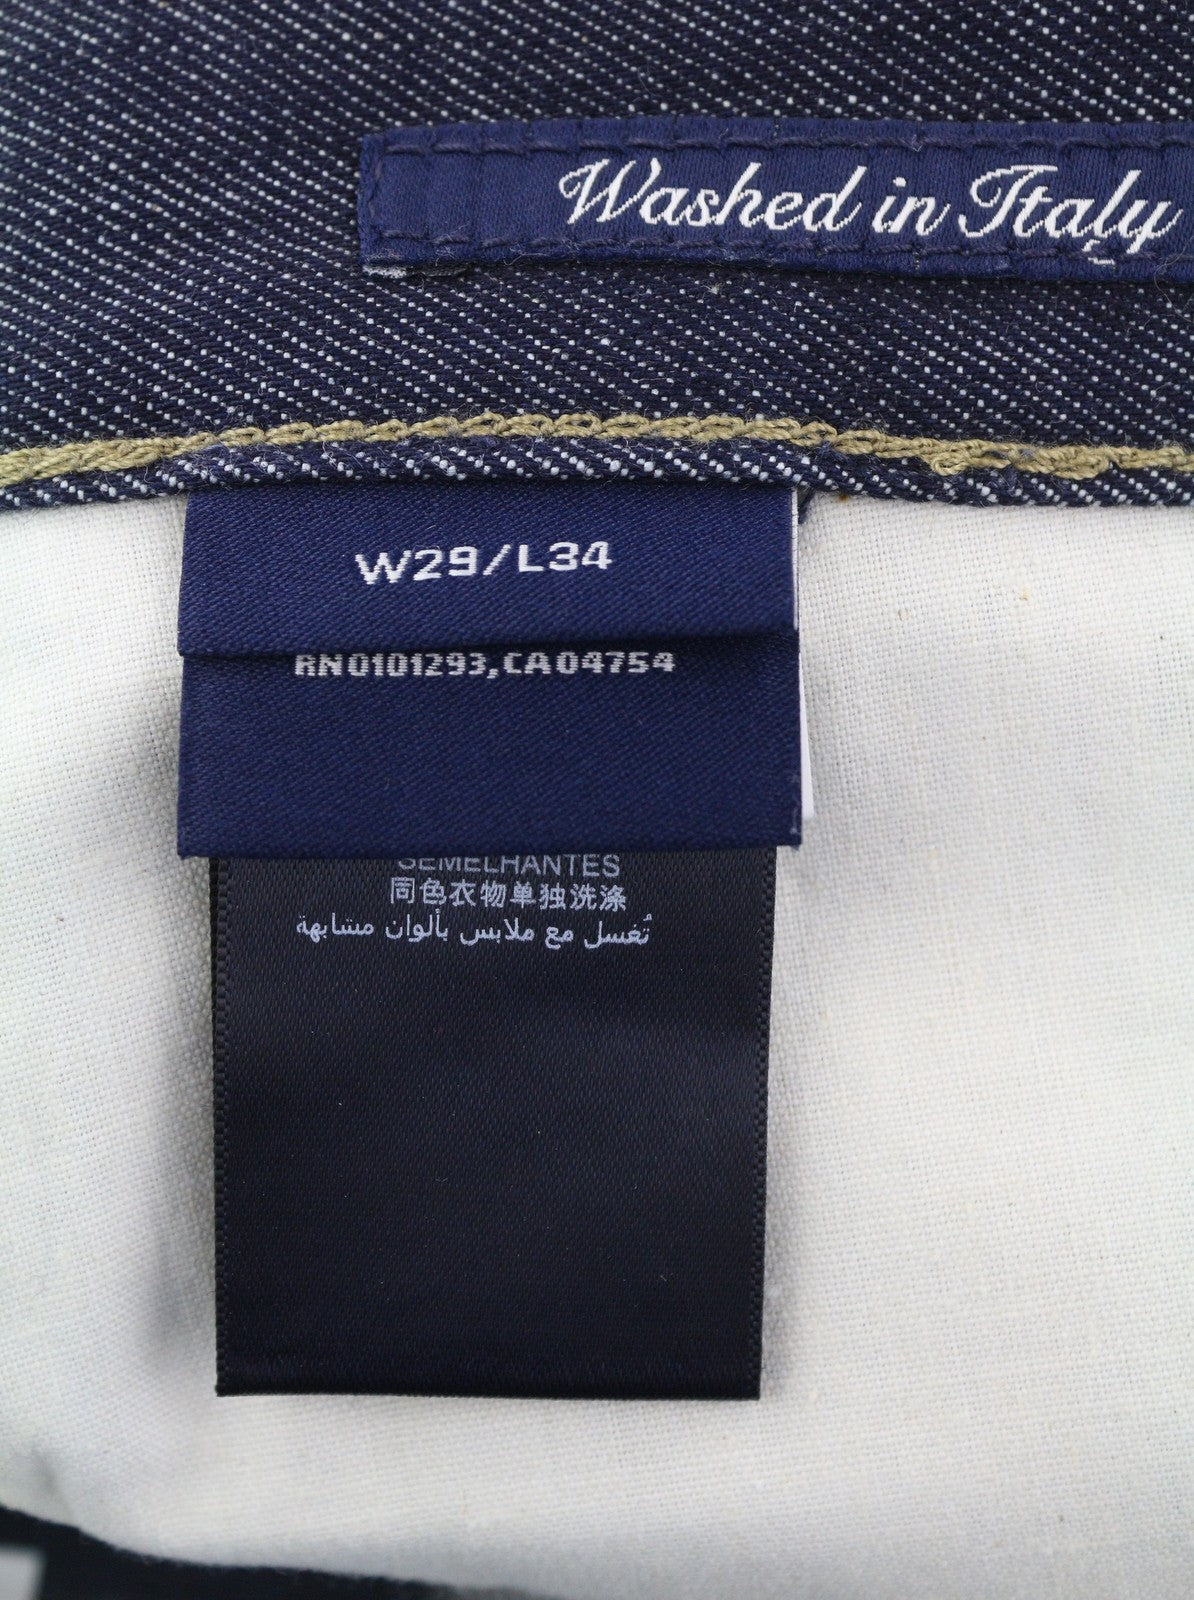 Washed in Italy
W29/L34
RN0101293,CA04754
SEMELHANTES
同色衣物单独洗涤
تُغسل مع ملابس بألوان مشابهة